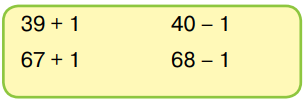 39 + 1 40 – 1
67 + 1 68 – 1